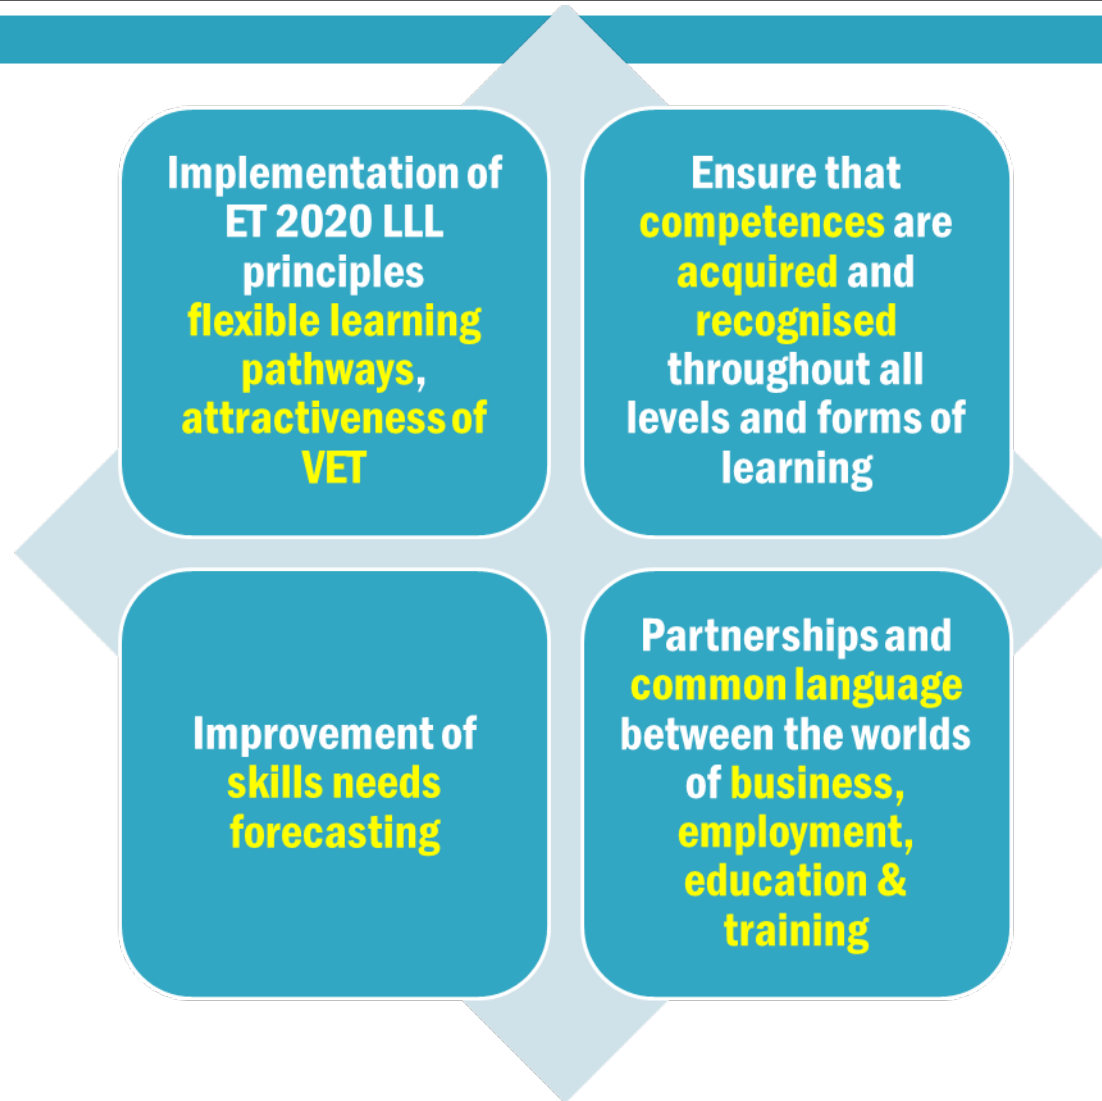 Implementation of
ET 2020 LLL
principles
flexible learning
pathways,
attractiveness of
VET
Ensure that
competences are
acquired and
recognised
throughout all
levels and forms of
learning
Improvement of
skills needs
forecasting
Partnerships and
common language
between the worlds
of business,
employment,
education &
training